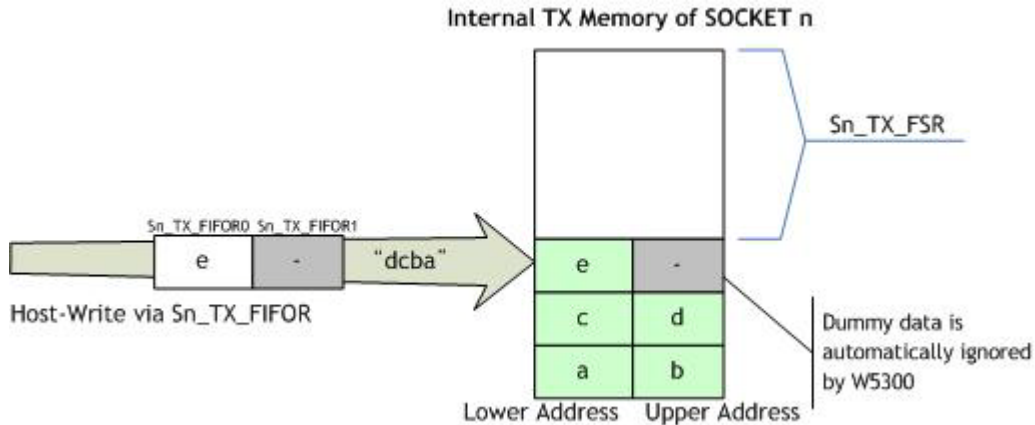 Internal TX Memory of SOCKET n
Sn_TX_FSR
Sn_TX_FIFOR0 Sn_TX_FIFOR1
e
-
"dcba"
e
-
Host-Write via Sn_TX_FIFOR
c
d
Dummy data is
automatically ignored
by W5300
a
b
Lower Address
Upper Address